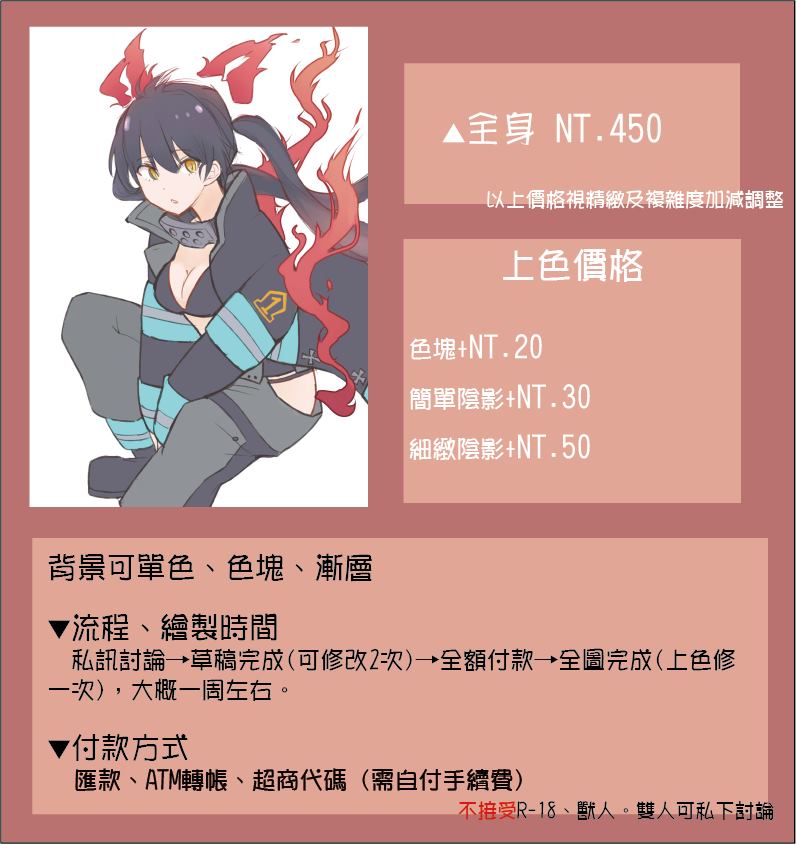 ▲全身 NT.450
以上價格視精緻及複雜度加減調整
上色價格
色塊+NT.20
簡單陰影+NT.30
細緻陰影+NT.50
背景可單色、色塊、漸層
▼流程、繪製時間
私訊討論→草稿完成(可修改2次)→全額付款→全圖完成(上色修
一次)，大概一周左右。
▼付款方式
匯款、ATM轉帳、超商代碼 (需自付手續費)
不接受R-18、獸人。雙人可私下討論